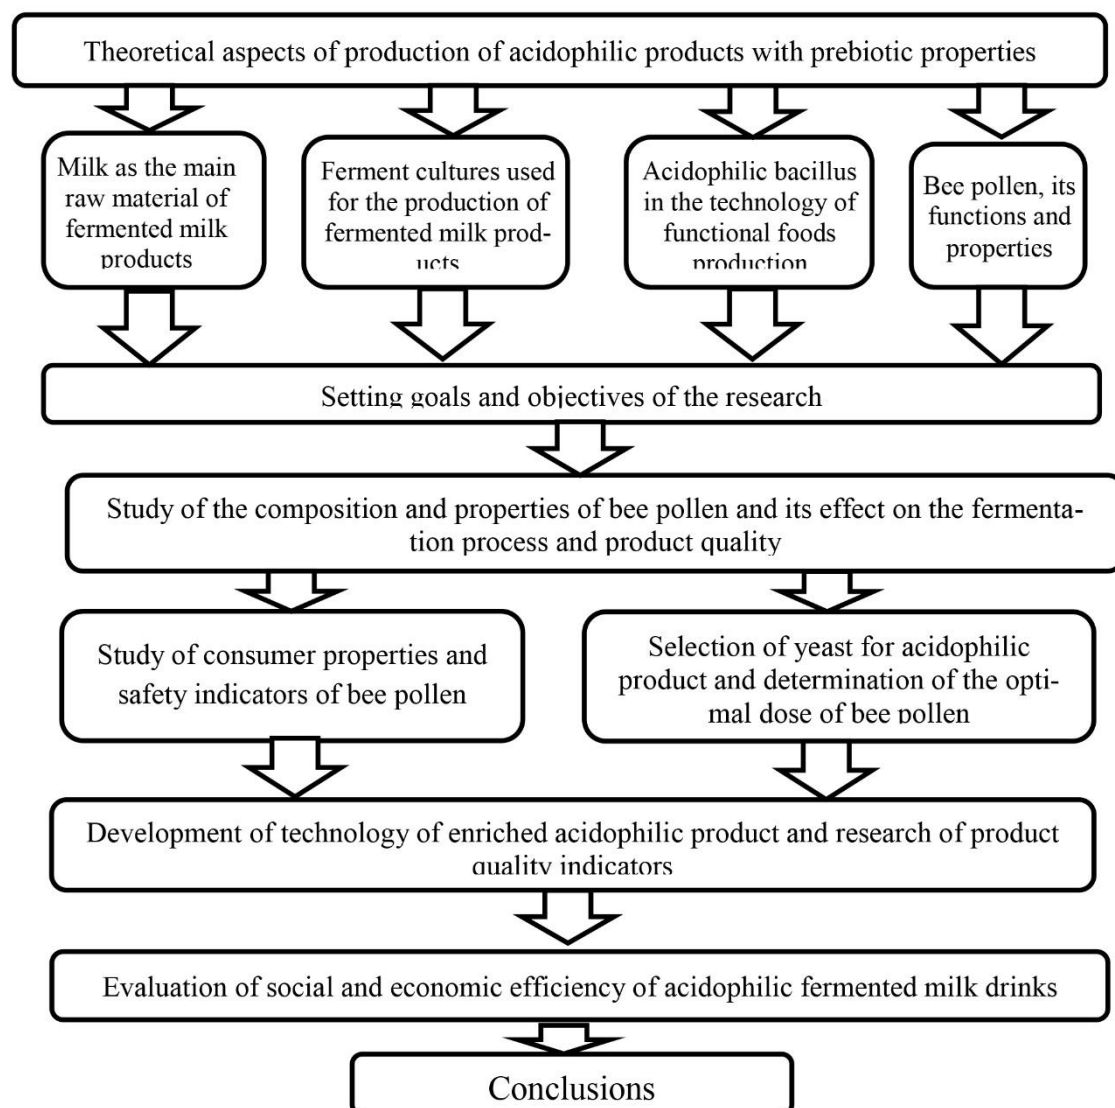 Theoretical aspects of production of acidophilic products with prebiotic properties
Milk as the main
raw material of
fermented milk
products
Ferment cultures used
for the production of
fermented milk prod-
ucts
Acidophilic bacillus
in the technology of
functional foods
production
Bee pollen, its
functions and
properties
Setting goals and objectives of the research
Study of the composition and properties of bee pollen and its effect on the fermenta-
tion process and product quality
Study of consumer properties and
safety indicators of bee pollen
Selection of yeast for acidophilic
product and determination of the opti-
mal dose of bee pollen
Development of technology of enriched acidophilic product and research of product
quality indicators
Evaluation of social and economic efficiency of acidophilic fermented milk drinks
Conclusions